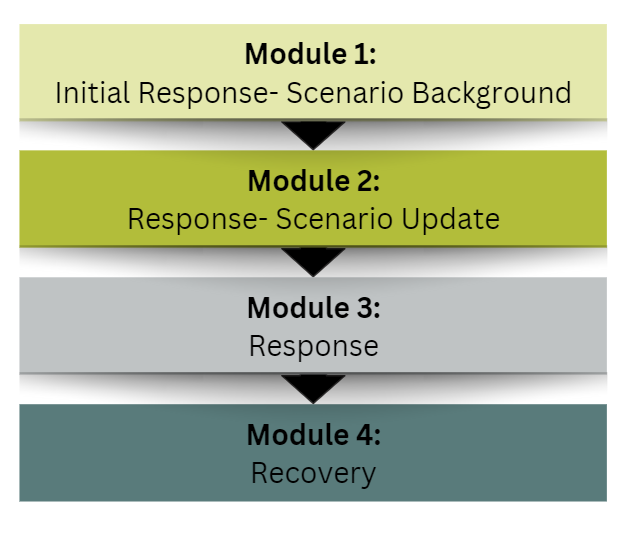 Module 1:
Initial Response- Scenario Background
Module 2:
Response- Scenario Update
Module 3:
Response
Module 4:
Recovery